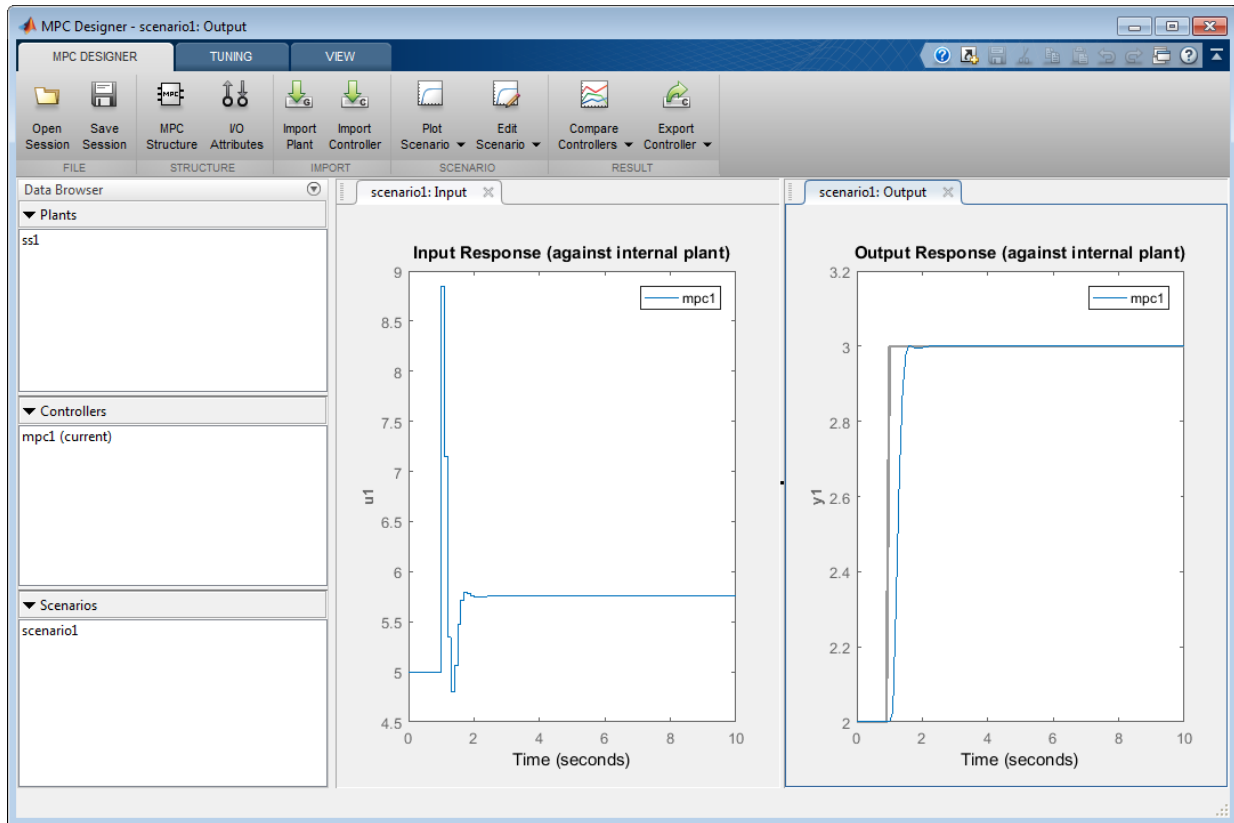 MPC Designer - scenario1: Output
MPC DESIGNER TUNING VIEW
Open Session
Save Session
MPC
MPC Structure
I/O Attributes
G
Import Plant
C
Import Controller
Plot Scenario
Edit Scenario
Compare Controllers
C
Export Controller
FILE STRUCTURE IMPORT SCENARIO RESULT
Data Browser
Plants
ss1
Controllers
mpc1 (current)
Scenarios
scenario1
scenario1: Input
Input Response (against internal plant)
mpc1
9
8.5
8
7.5
7
6.5
6
5.5
5
4.5
u1
0 2 4 6 8 10
Time (seconds)
scenario1: Output
Output Response (against internal plant)
mpc1
3.2
3
2.8
2.6
2.4
2.2
2
y1
0 2 4 6 8 10
Time (seconds)